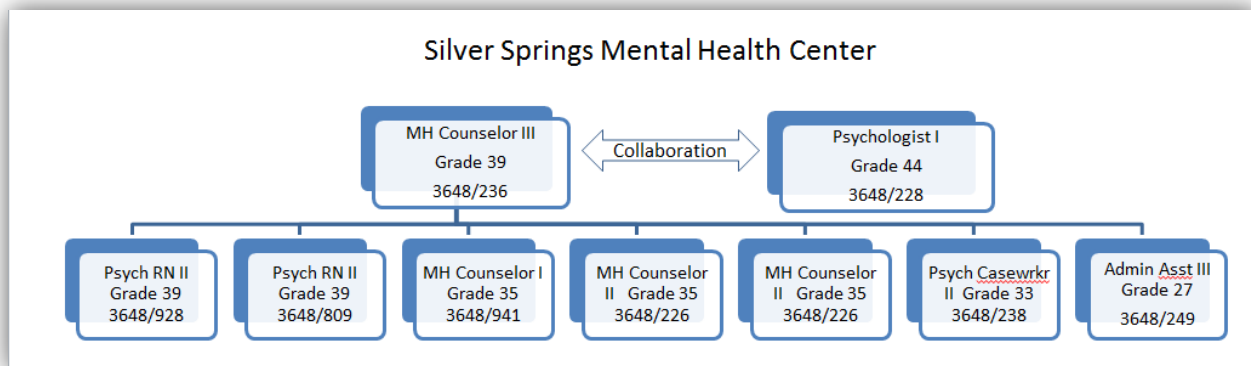 Silver Springs Mental Health Center
MH Counselor III
Grade 39
3648/236
Collaboration
Psychologist I
Grade 44
3648/228
Psych RN II
Grade 39
3648/928
Psych RN II
Grade 39
3648/809
MH Counselor I
Grade 35
3648/941
MH Counselor
II Grade 35
3648/226
MH Counselor
II Grade 35
3648/226
Psych Casewrkr
II Grade 33
3648/238
Admin Asst III
Grade 27
3648/249